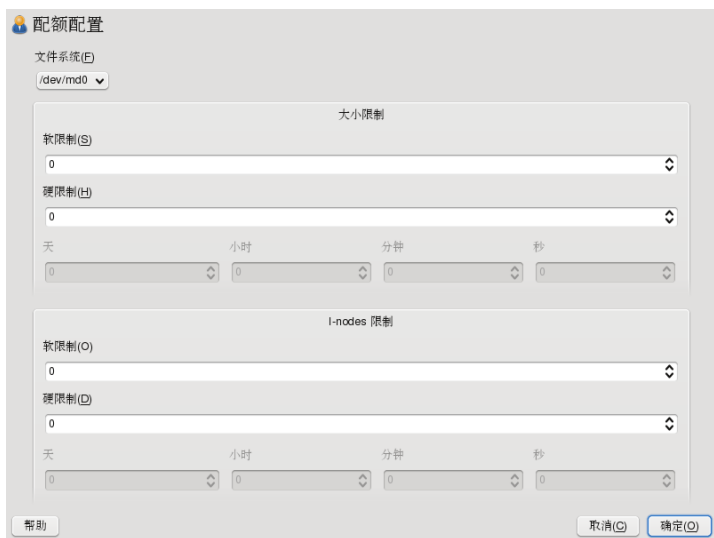 配额配置
文件系统(F)
/dev/md0
大小限制
软限制(S)
0
硬限制(H)
0
天 小时 分钟 秒
0 0 0 0
I-nodes 限制
软限制(O)
0
硬限制(D)
0
天 小时 分钟 秒
0 0 0 0
帮助 取消(C) 确定(O)